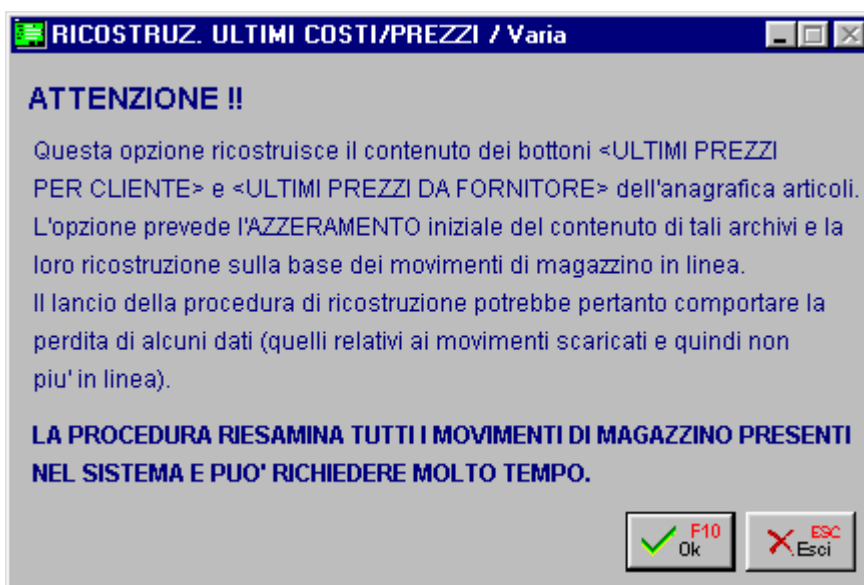 RICOSTRUZ. ULTIMI COSTI/PREZZI / Varia
ATTENZIONE !!
Questa opzione ricostruisce il contenuto dei bottoni <ULTIMI PREZZI
PER CLIENTE> e <ULTIMI PREZZI DA FORNITORE> dell'anagrafica articoli.
L'opzione prevede l'AZZERAMENTO iniziale del contenuto di tali archivi e la
loro ricostruzione sulla base dei movimenti di magazzino in linea.
Il lancio della procedura di ricostruzione potrebbe pertanto comportare la
perdita di alcuni dati (quelli relativi ai movimenti scaricati e quindi non
piu' in linea).
LA PROCEDURA RIESAMINA TUTTI I MOVIMENTI DI MAGAZZINO PRESENTI
NEL SISTEMA E PUO' RICHIEDERE MOLTO TEMPO.
F10
Ok
ESC
Esci